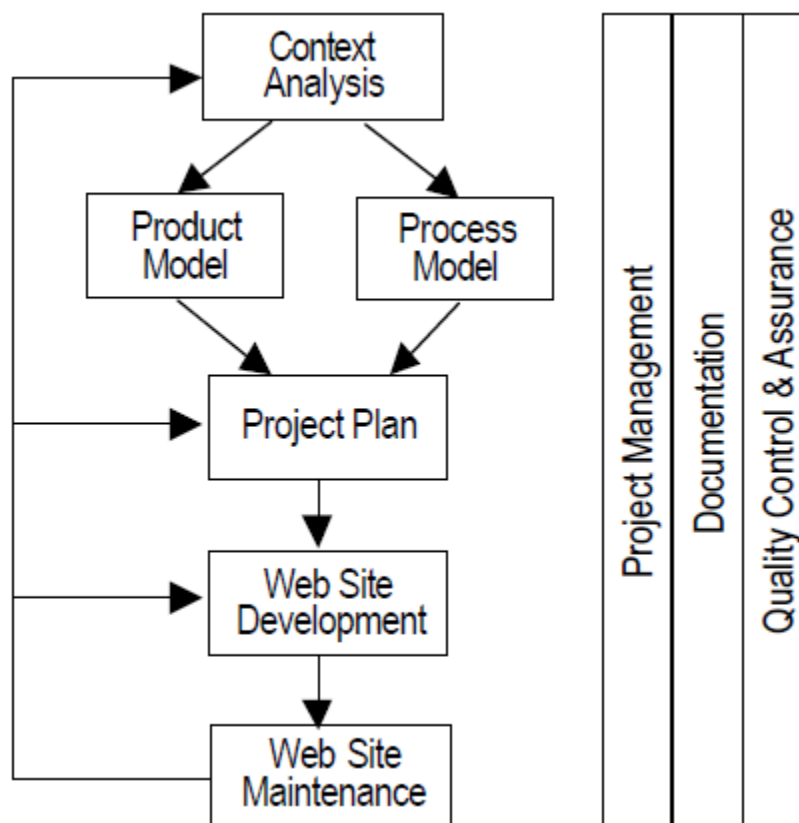 Context
Analysis
Product
Model
Process
Model
Project Plan
Web Site
Development
Web Site
Maintenance
Project Management
Documentation
Quality Control & Assurance